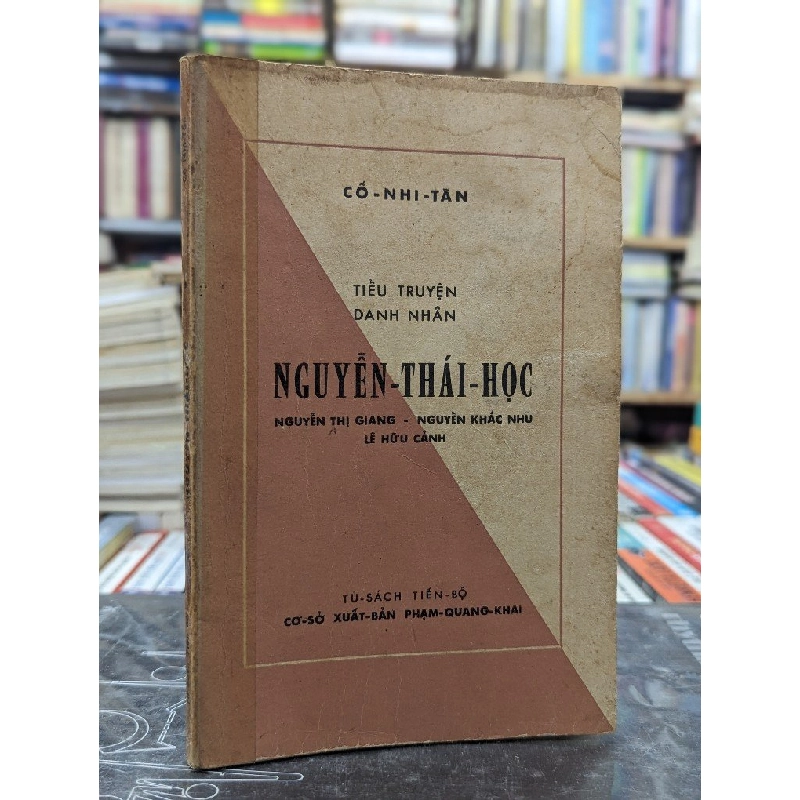 CỐ-NHI-TÂN
TIỂU TRUYỆN
DANH NHÂN
NGUYỄN-THÁI-HỌC
NGUYỄN THỊ GIANG - NGUYỄN KHẮC NHU
LÊ HỮU CẢNH
TỦ-SÁCH TIẾN-BỘ
CƠ-SỞ XUẤT-BẢN PHẠM-QUANG-KHAI